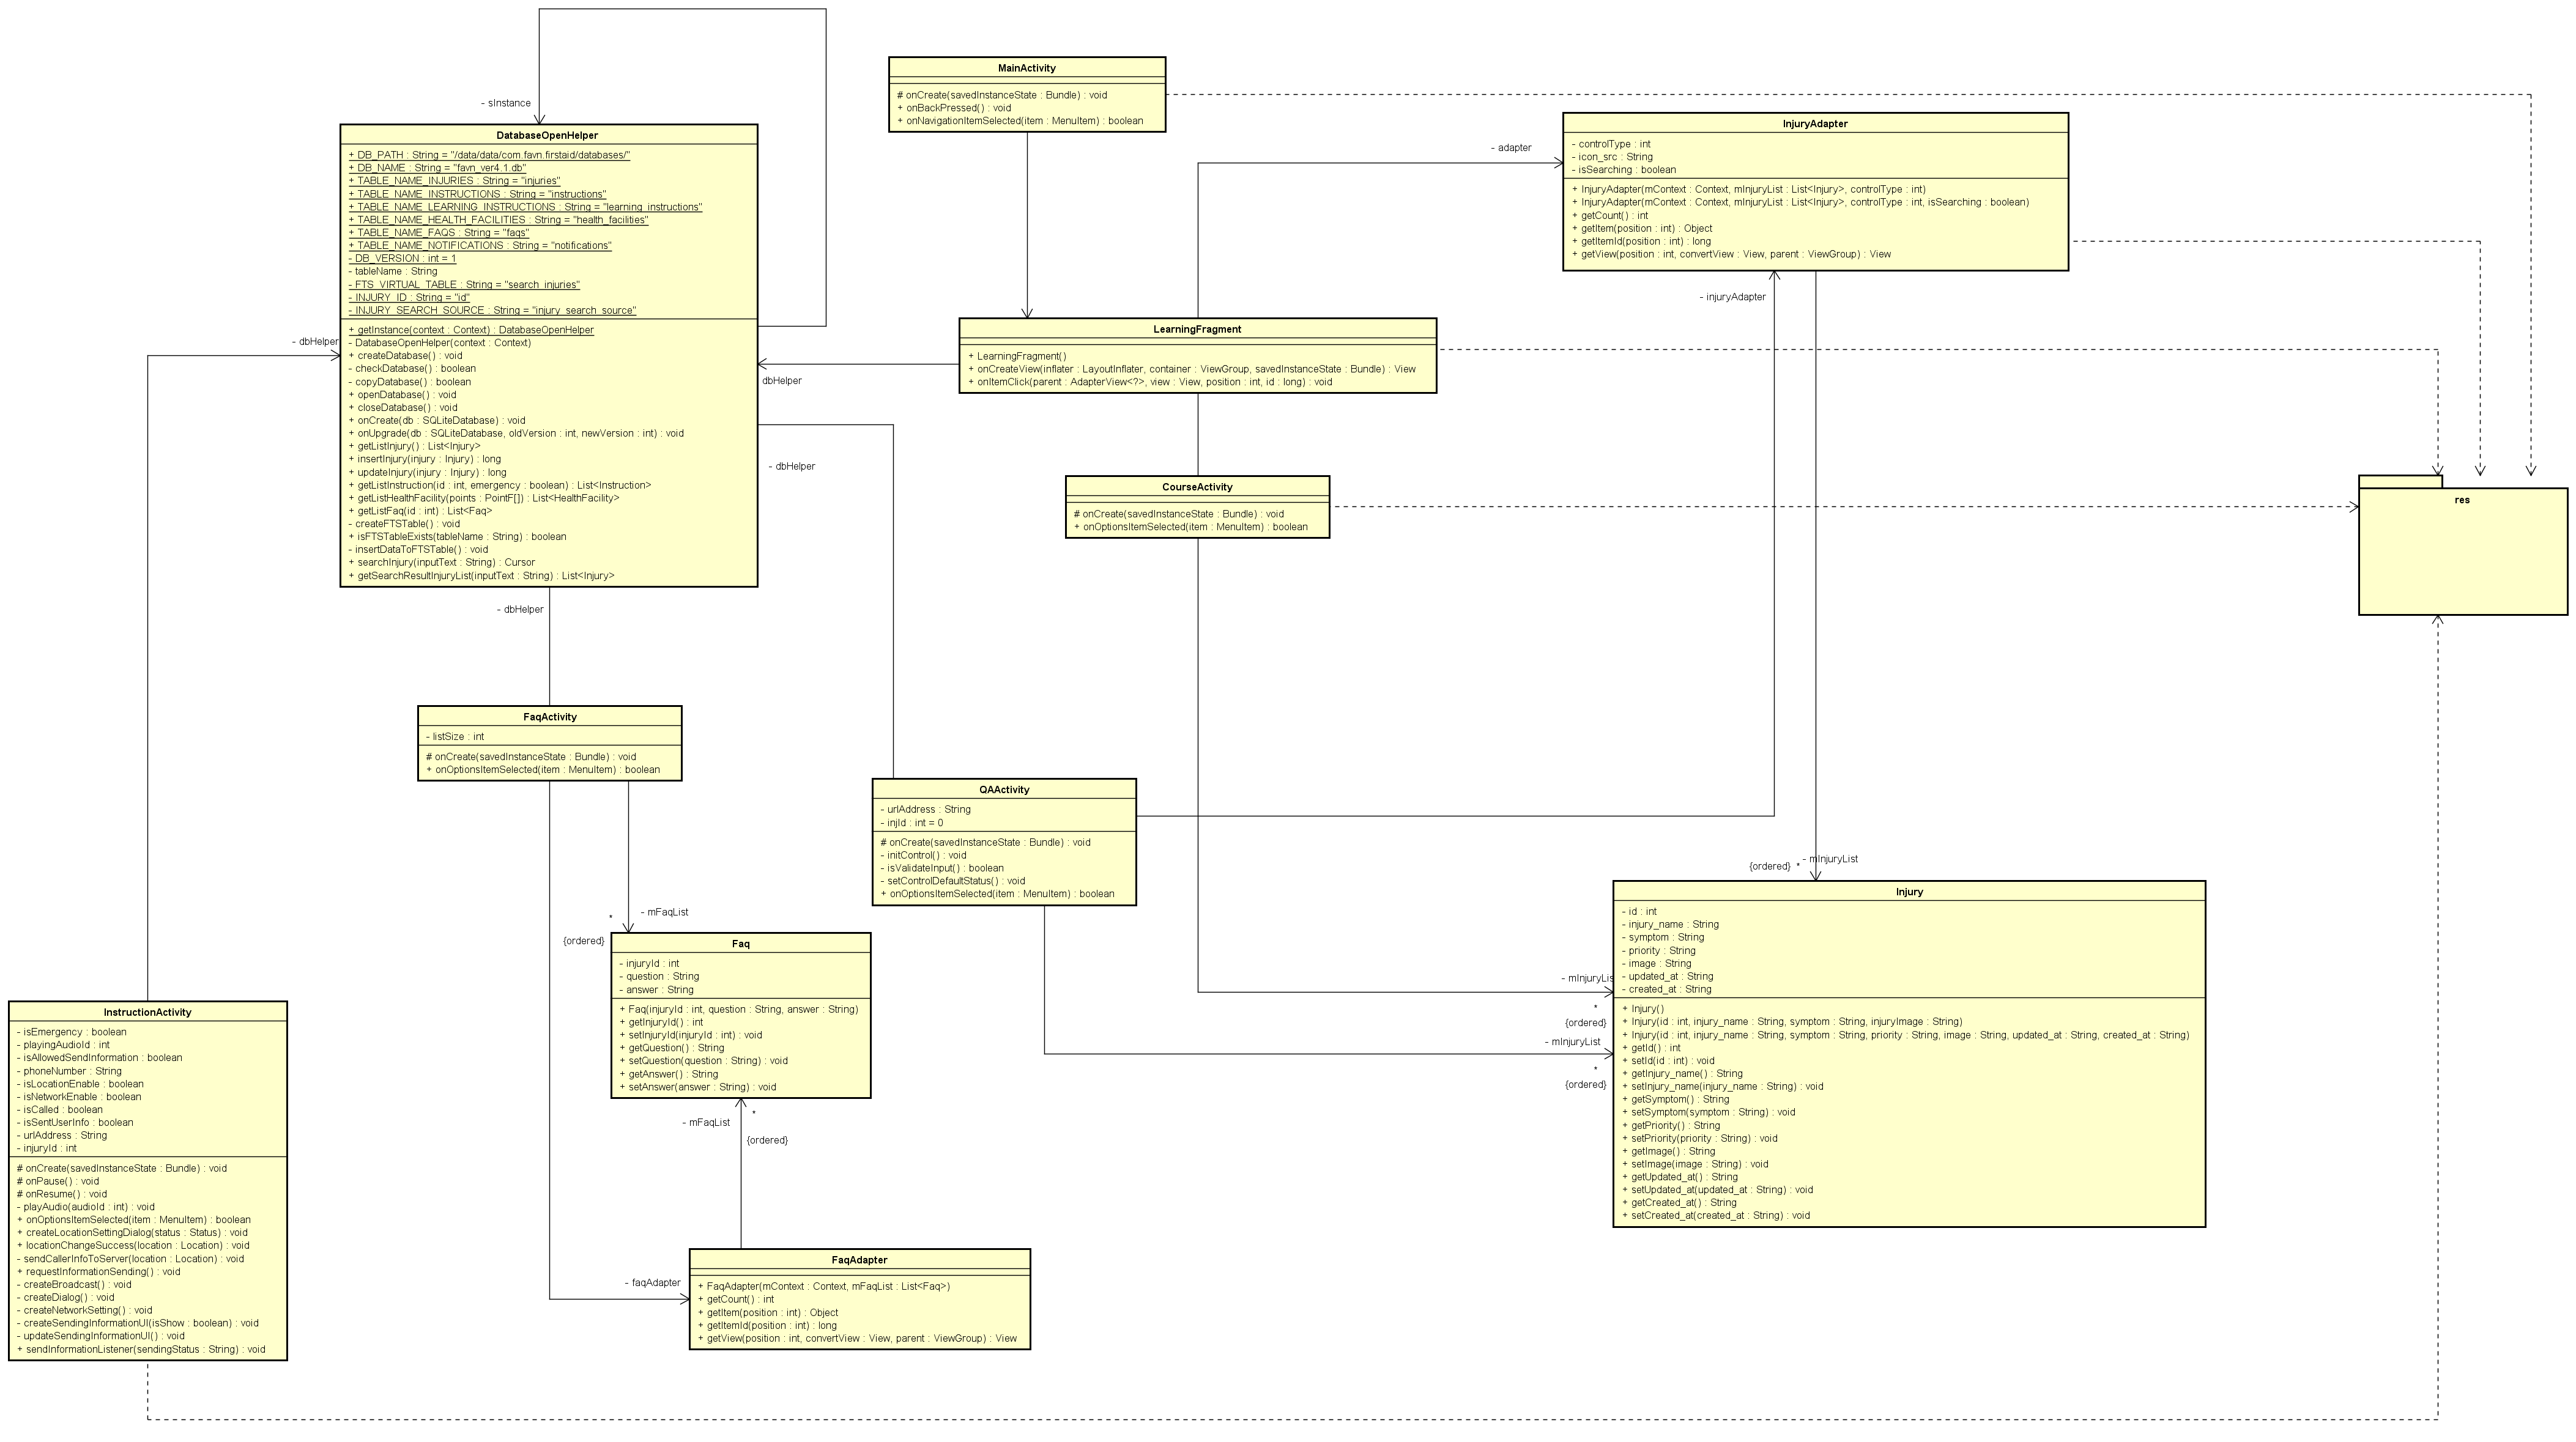 - sInstance
DatabaseOpenHelper
+ DB_PATH : String = "/data/data/com.favn.firstaid/databases/"
+ DB_NAME : String = "favn_ver4.1.db"
+ TABLE_NAME_INJURIES : String = "injuries"
+ TABLE_NAME_INSTRUCTIONS : String = "instructions"
+ TABLE_NAME_LEARNING_INSTRUCTIONS : String = "learning_instructions"
+ TABLE_NAME_HEALTH_FACILITIES : String = "health_facilities"
+ TABLE_NAME_FAQS : String = "faqs"
+ TABLE_NAME_NOTIFICATIONS : String = "notifications"
- DB_VERSION : int = 1
- tableName : String
- FTS_VIRTUAL_TABLE : String = "search_injuries"
- INJURY_ID : String = "id"
- INJURY_SEARCH_SOURCE : String = "injury_search_source"
+ getInstance(context : Context) : DatabaseOpenHelper
- DatabaseOpenHelper(context : Context)
+ createDatabase() : void
- checkDatabase() : boolean
- copyDatabase() : boolean
+ openDatabase() : void
+ closeDatabase() : void
+ onCreate(db : SQLiteDatabase) : void
+ onUpgrade(db : SQLiteDatabase, oldVersion : int, newVersion : int) : void
+ getListInjury() : List<Injury>
+ insertInjury(injury : Injury) : long
+ updateInjury(injury : Injury) : long
+ getListInstruction(id : int, emergency : boolean) : List<Instruction>
+ getListHealthFacility(points : PointF[]) : List<HealthFacility>
+ getListFaq(id : int) : List<Faq>
- createFTSTable() : void
+ isFTSTableExists(tableName : String) : boolean
- insertDataToFTSTable() : void
+ searchInjury(inputText : String) : Cursor
+ getSearchResultInjuryList(inputText : String) : List<Injury>
- dbHelper
dbHelper
- dbHelper
- dbHelper
MainActivity
# onCreate(savedInstanceState : Bundle) : void
+ onBackPressed() : void
+ onNavigationItemSelected(item : MenuItem) : boolean
- adapter
InjuryAdapter
- controlType : int
- icon_src : String
- isSearching : boolean
+ InjuryAdapter(mContext : Context, mInjuryList : List<Injury>, controlType : int)
+ InjuryAdapter(mContext : Context, mInjuryList : List<Injury>, controlType : int, isSearching : boolean)
+ getCount() : int
+ getItem(position : int) : Object
+ getItemId(position : int) : long
+ getView(position : int, convertView : View, parent : ViewGroup) : View
- injuryAdapter
LearningFragment
+ LearningFragment()
+ onCreateView(inflater : LayoutInflater, container : ViewGroup, savedInstanceState : Bundle) : View
+ onItemClick(parent : AdapterView<?>, view : View, position : int, id : long) : void
CourseActivity
# onCreate(savedInstanceState : Bundle) : void
+ onOptionsItemSelected(item : MenuItem) : boolean
res
FaqActivity
- listSize : int
# onCreate(savedInstanceState : Bundle) : void
+ onOptionsItemSelected(item : MenuItem) : boolean
QAActivity
- urlAddress : String
- injId : int = 0
# onCreate(savedInstanceState : Bundle) : void
- initControl() : void
- isValidateInput() : boolean
- setControlDefaultStatus() : void
+ onOptionsItemSelected(item : MenuItem) : boolean
{ordered} * - mInjuryList
* - mFaqList
{ordered}
Faq
- injuryId : int
- question : String
- answer : String
+ Faq(injuryId : int, question : String, answer : String)
+ getInjuryId() : int
+ setInjuryId(injuryId : int) : void
+ getQuestion() : String
+ setQuestion(question : String) : void
+ getAnswer() : String
+ setAnswer(answer : String) : void
- mFaqList *
{ordered}
Injury
- id : int
- injury_name : String
- symptom : String
- priority : String
- image : String
- updated_at : String
- created_at : String
+ Injury()
+ Injury(id : int, injury_name : String, symptom : String, injuryImage : String)
+ Injury(id : int, injury_name : String, symptom : String, priority : String, image : String, updated_at : String, created_at : String)
+ getId() : int
+ setId(id : int) : void
+ getInjury_name() : String
+ setInjury_name(injury_name : String) : void
+ getSymptom() : String
+ setSymptom(symptom : String) : void
+ getPriority() : String
+ setPriority(priority : String) : void
+ getImage() : String
+ setImage(image : String) : void
+ getUpdated_at() : String
+ setUpdated_at(updated_at : String) : void
+ getCreated_at() : String
+ setCreated_at(created_at : String) : void
- mInjuryLis
*
{ordered}
- mInjuryList
*
{ordered}
InstructionActivity
- isEmergency : boolean
- playingAudioId : int
- isAllowedSendInformation : boolean
- phoneNumber : String
- isLocationEnable : boolean
- isNetworkEnable : boolean
- isCalled : boolean
- isSentUserInfo : boolean
- urlAddress : String
- injuryId : int
# onCreate(savedInstanceState : Bundle) : void
# onPause() : void
# onResume() : void
- playAudio(audioId : int) : void
+ onOptionsItemSelected(item : MenuItem) : boolean
+ createLocationSettingDialog(status : Status) : void
+ locationChangeSuccess(location : Location) : void
- sendCallerInfoToServer(location : Location) : void
+ requestInformationSending() : void
- createBroadcast() : void
- createDialog() : void
- createNetworkSetting() : void
- createSendingInformationUI(isShow : boolean) : void
- updateSendingInformationUI() : void
+ sendInformationListener(sendingStatus : String) : void
- faqAdapter
FaqAdapter
+ FaqAdapter(mContext : Context, mFaqList : List<Faq>)
+ getCount() : int
+ getItem(position : int) : Object
+ getItemId(position : int) : long
+ getView(position : int, convertView : View, parent : ViewGroup) : View